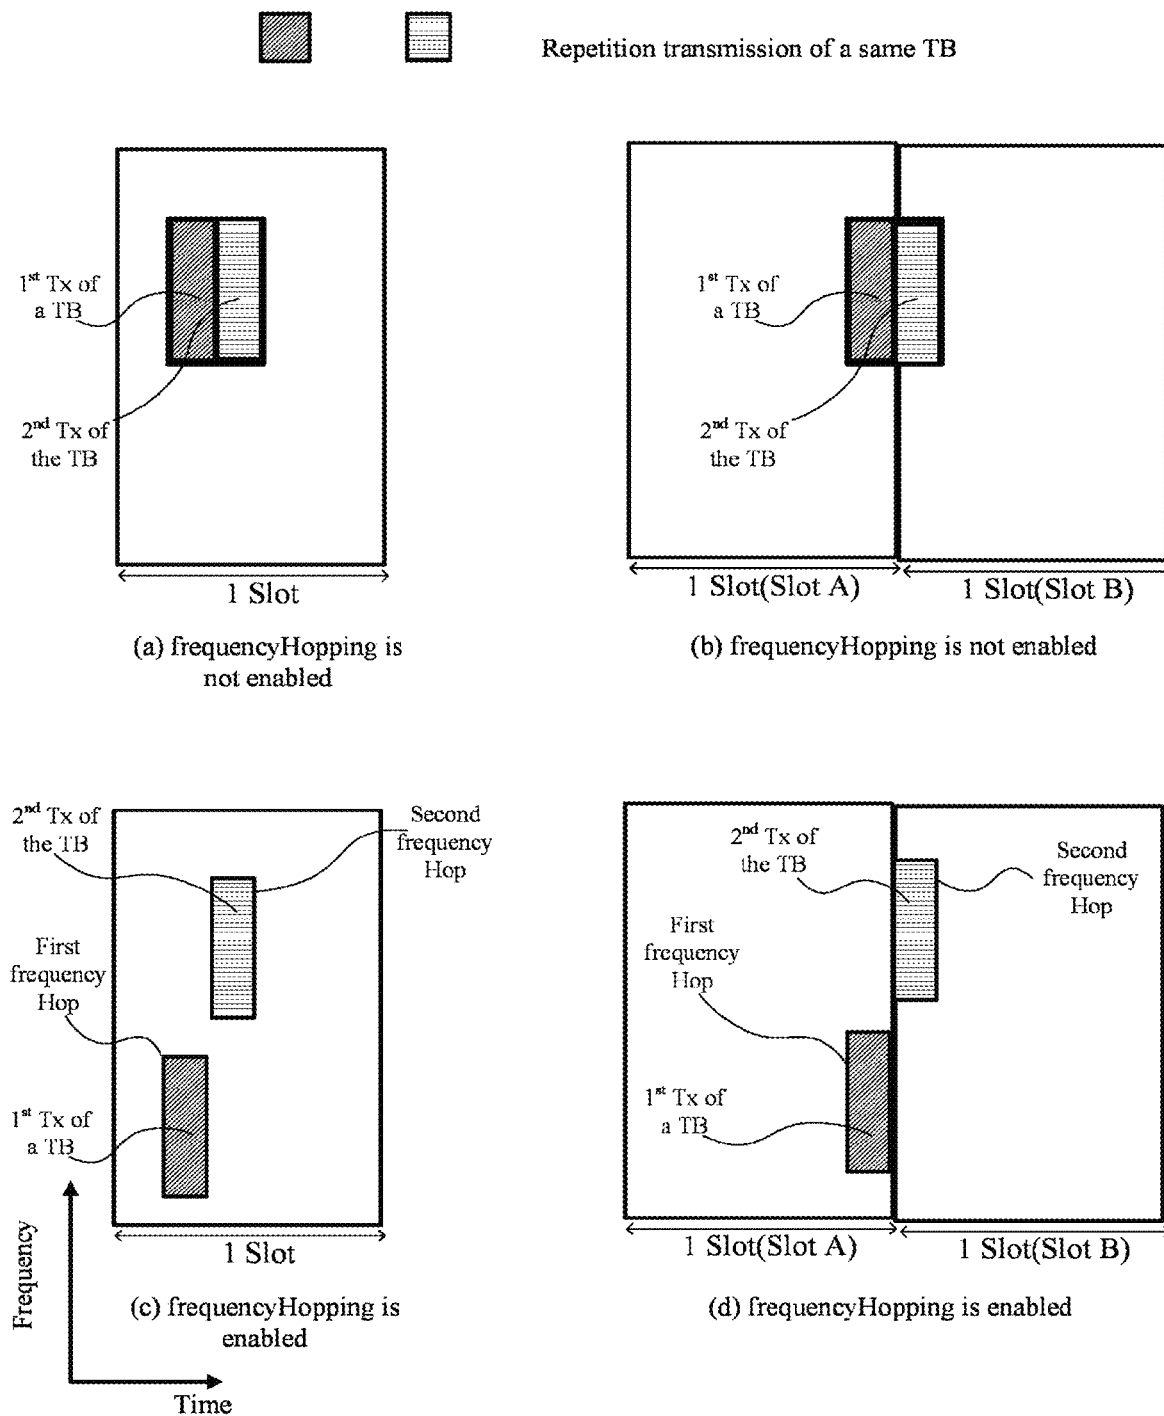 Repetition transmission of a same TB
1st Tx of
a TB
2nd Tx of
the TB
1 Slot
(a) frequencyHopping is
not enabled
1st Tx of
a TB
2nd Tx of
the TB
1 Slot(Slot A)
1 Slot(Slot B)
(b) frequencyHopping is not enabled
2nd Tx of
the TB
Second
frequency
Hop
First
frequency
Hop
1st Tx of
a TB
1 Slot
(c) frequencyHopping is
enabled
Frequency
Time
2nd Tx of
the TB
Second
frequency
Hop
First
frequency
Hop
1st Tx of
a TB
1 Slot(Slot A)
1 Slot(Slot B)
(d) frequencyHopping is enabled